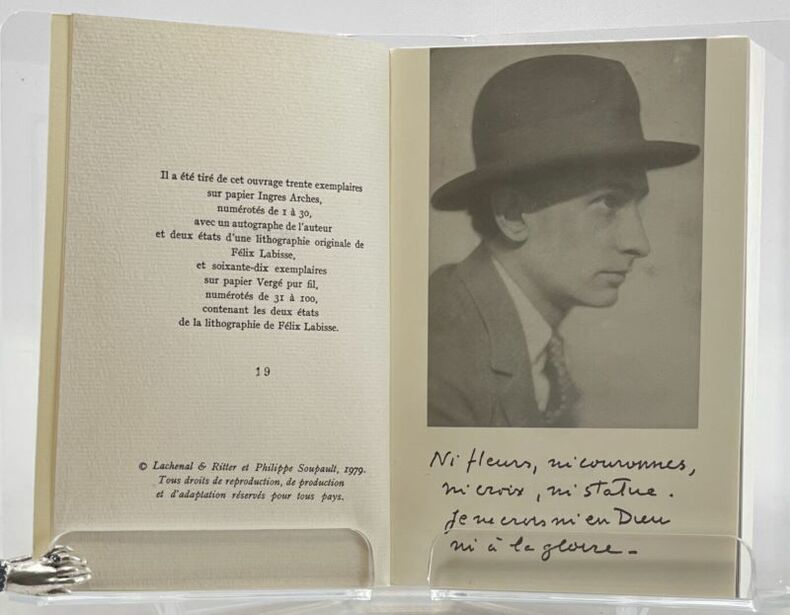 Il a été tiré de cet ouvrage trente exemplaires
sur papier Ingres Arches,
numérotés de 1 à 30,
avec un autographe de l'auteur
et deux états d'une lithographie originale de
Félix Labisse,
et soixante-dix exemplaires
sur papier Vergé pur fil,
numérotés de 31 à 100,
contenant les deux états
de la lithographie de Félix Labisse.
19
© Lachenal & Ritter et Philippe Soupault, 1979.
Tous droits de reproduction, de production
et d'adaptation réservés pour tous pays.
Ni fleurs, ni couronnes,
ni croix, ni statue.
Je ne crois ni en Dieu
ni à la gloire -